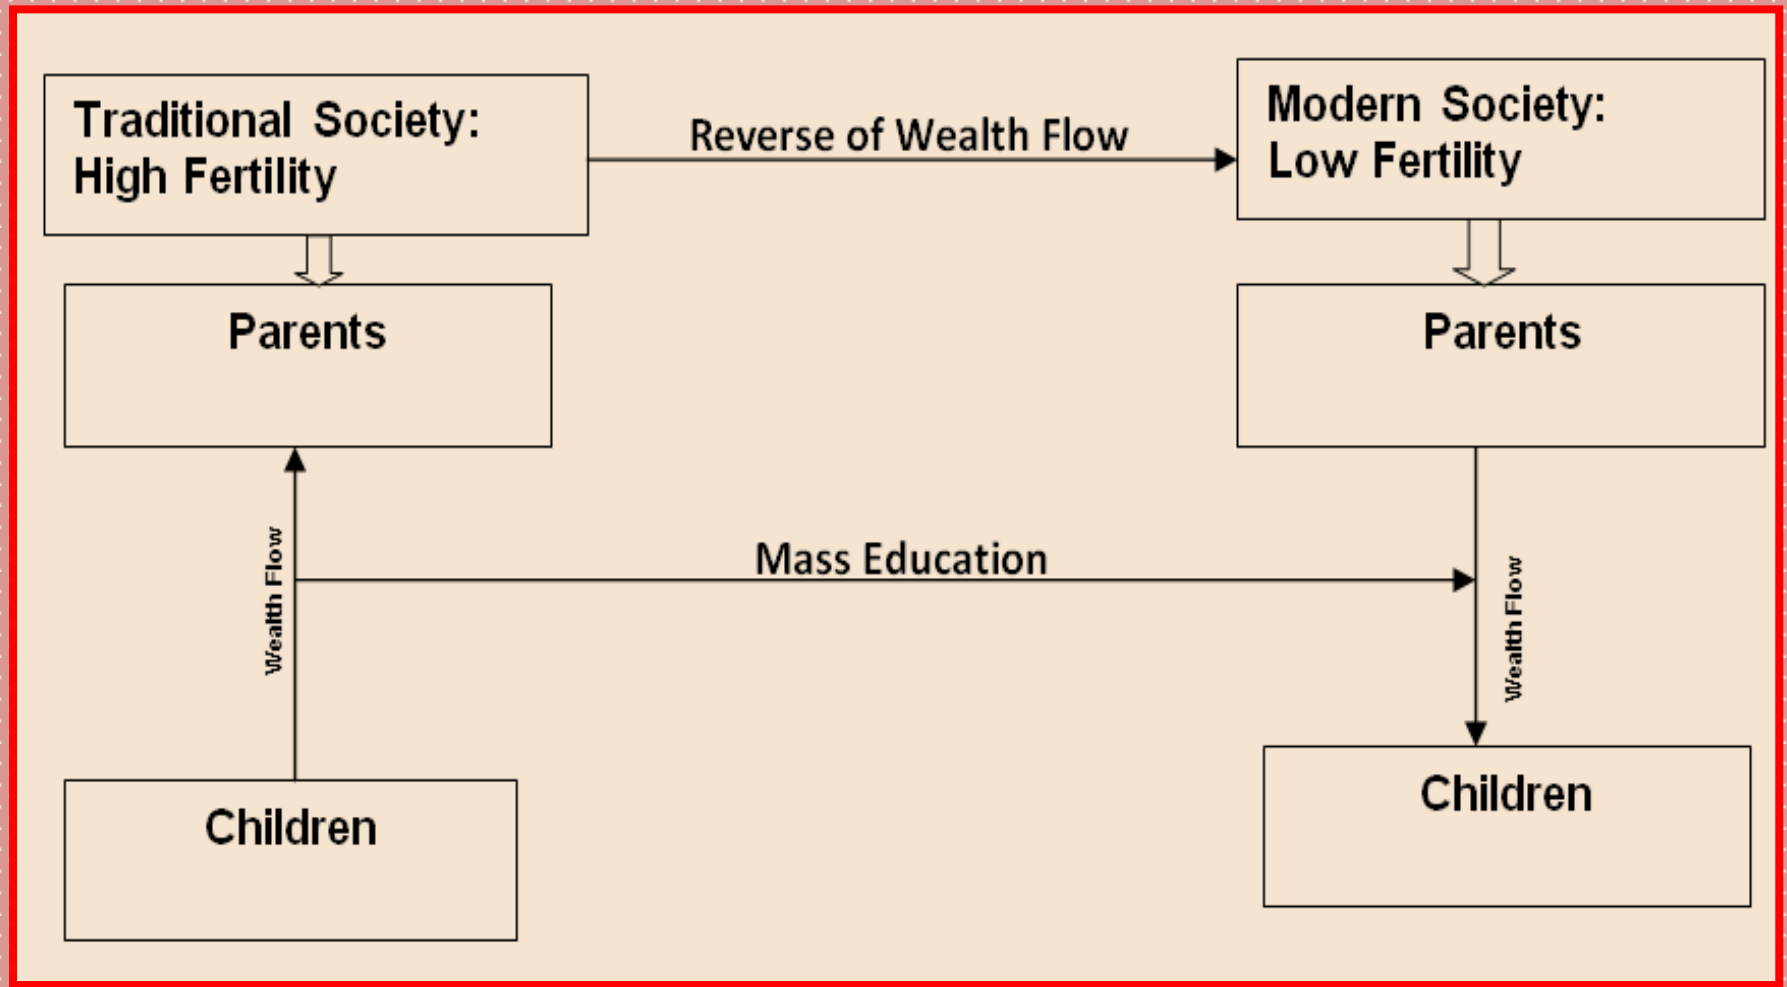 Traditional Society:
High Fertility
Reverse of Wealth Flow
Modern Society:
Low Fertility
Parents
Parents
Wealth Flow
Mass Education
Wealth Flow
Children
Children